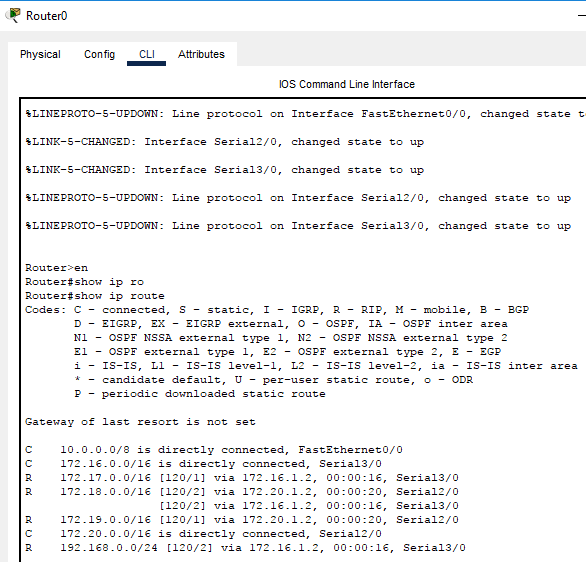 Router0
Physical Config CLI Attributes
IOS Command Line Interface
%LINEPROTO-5-UPDOWN: Line protocol on Interface FastEthernet0/0, changed state t
%LINK-5-CHANGED: Interface Serial2/0, changed state to up
%LINK-5-CHANGED: Interface Serial3/0, changed state to up
%LINEPROTO-5-UPDOWN: Line protocol on Interface Serial2/0, changed state to up
%LINEPROTO-5-UPDOWN: Line protocol on Interface Serial3/0, changed state to up
Router>en
Router#show ip ro
Router#show ip route
Codes: C - connected, S - static, I - IGRP, R - RIP, M - mobile, B - BGP
D - EIGRP, EX - EIGRP external, O - OSPF, IA - OSPF inter area
N1 - OSPF NSSA external type 1, N2 - OSPF NSSA external type 2
E1 - OSPF external type 1, E2 - OSPF external type 2, E - EGP
i - IS-IS, L1 - IS-IS level-1, L2 - IS-IS level-2, ia - IS-IS inter area
* - candidate default, U - per-user static route, o - ODR
P - periodic downloaded static route
Gateway of last resort is not set
C 10.0.0.0/8 is directly connected, FastEthernet0/0
C 172.16.0.0/16 is directly connected, Serial3/0
R 172.17.0.0/16 [120/1] via 172.16.1.2, 00:00:16, Serial3/0
R 172.18.0.0/16 [120/2] via 172.20.1.2, 00:00:20, Serial2/0
[120/2] via 172.16.1.2, 00:00:16, Serial3/0
R 172.19.0.0/16 [120/1] via 172.20.1.2, 00:00:20, Serial2/0
C 172.20.0.0/16 is directly connected, Serial2/0
R 192.168.0.0/24 [120/2] via 172.16.1.2, 00:00:16, Serial3/0